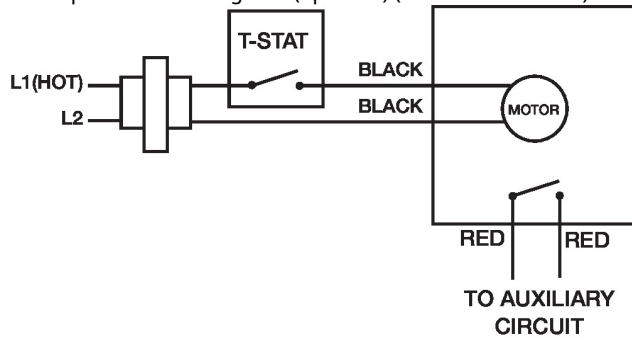 T-STAT
L1(HOT)
BLACK
L2
BLACK
MOTOR
RED
RED
TO AUXILIARY
CIRCUIT